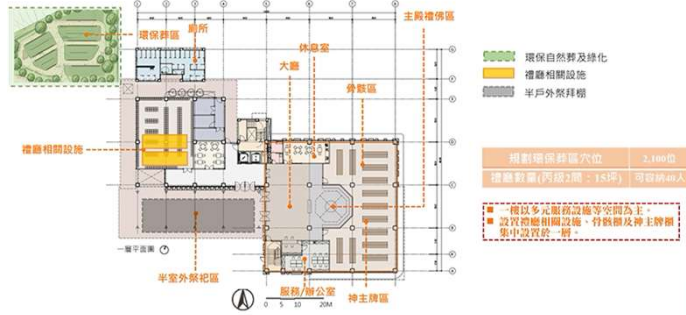 主殿禮佛區
環保葬區
廁所
休息室
大廳
骨骸區
環保自然葬及綠化
禮廳相關設施
半戶外祭拜棚
禮廳相關設施
規劃環保葬區穴位 2,100位
禮廳數量(丙級2間：15坪) 可容納40人
一樓以多元服務設施等空間為主。
設置禮廳相關設施、骨骸櫃及神主牌櫃
集中設置於一層。
一層平面圖
半室外祭祀區
服務/辦公室
神主牌區
0 5 10 20M